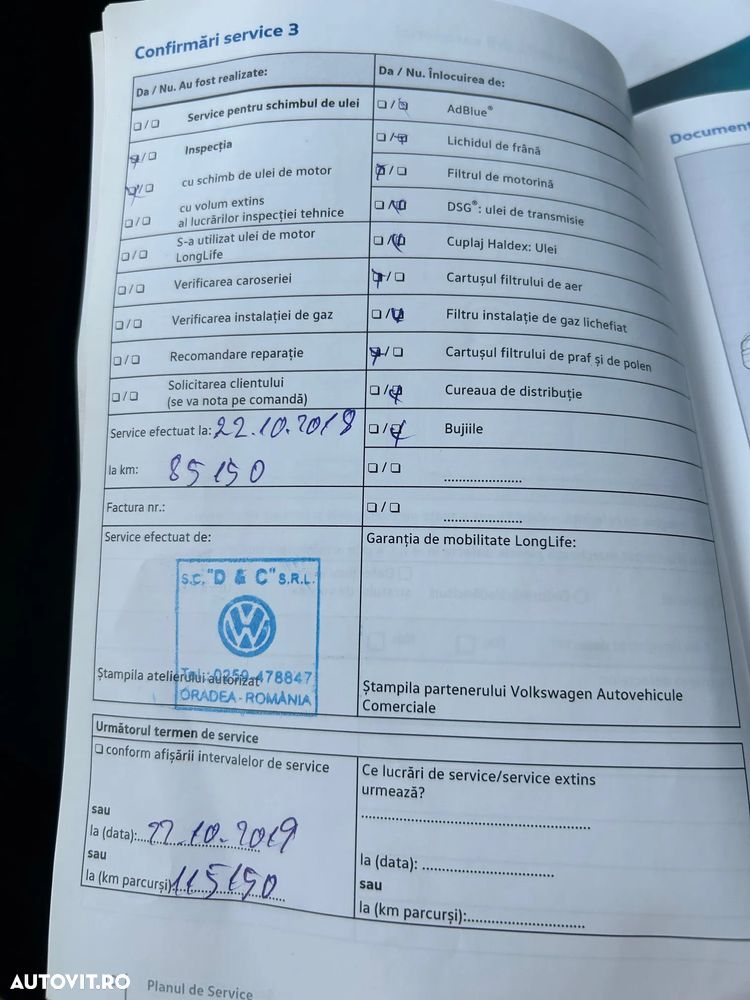 Confirmări service 3
Da / Nu. Au fost realizate:
❏/❏ Service pentru schimbul de ulei
❏/❏ Inspecția
❏/❏ cu schimb de ulei de motor
❏/❏ cu volum extins
al lucrărilor inspecției tehnice
❏/❏ S-a utilizat ulei de motor
LongLife
❏/❏ Verificarea caroseriei
❏/❏ Verificarea instalației de gaz
❏/❏ Recomandare reparație
❏/❏ Solicitarea clientului
(se va nota pe comandă)
Service efectuat la: 22.10.2018
la km: 85150
Factura nr.:
Service efectuat de:
S.C. "D & C" S.R.L.
VW
Tel.: 0259-478847
Ștampila atelierului autorizat
ORADEA-ROMÂNIA
Da / Nu. Înlocuirea de:
❏/❏ AdBlue®
❏/❏ Lichidul de frână
❏/❏ Filtrul de motorină
❏/❏ DSG®: ulei de transmisie
❏/❏ Cuplaj Haldex: Ulei
❏/❏ Cartușul filtrului de aer
❏/❏ Filtru instalație de gaz lichefiat
❏/❏ Cartușul filtrului de praf și de polen
❏/❏ Cureaua de distribuție
❏/❏ Bujiile
❏/❏ ......................
❏/❏ ......................
Garanția de mobilitate LongLife:
Ștampila partenerului Volkswagen Autovehicule
Comerciale
Următorul termen de service
❏ conform afișării intervalelor de service
sau
la (data): 22.10.2019
sau
la (km parcurși): 115150
Ce lucrări de service/service extins
urmează?
la (data): ..............................
sau
la (km parcurși):...........................
Planul de Service
Document
AUTOVIT.RO